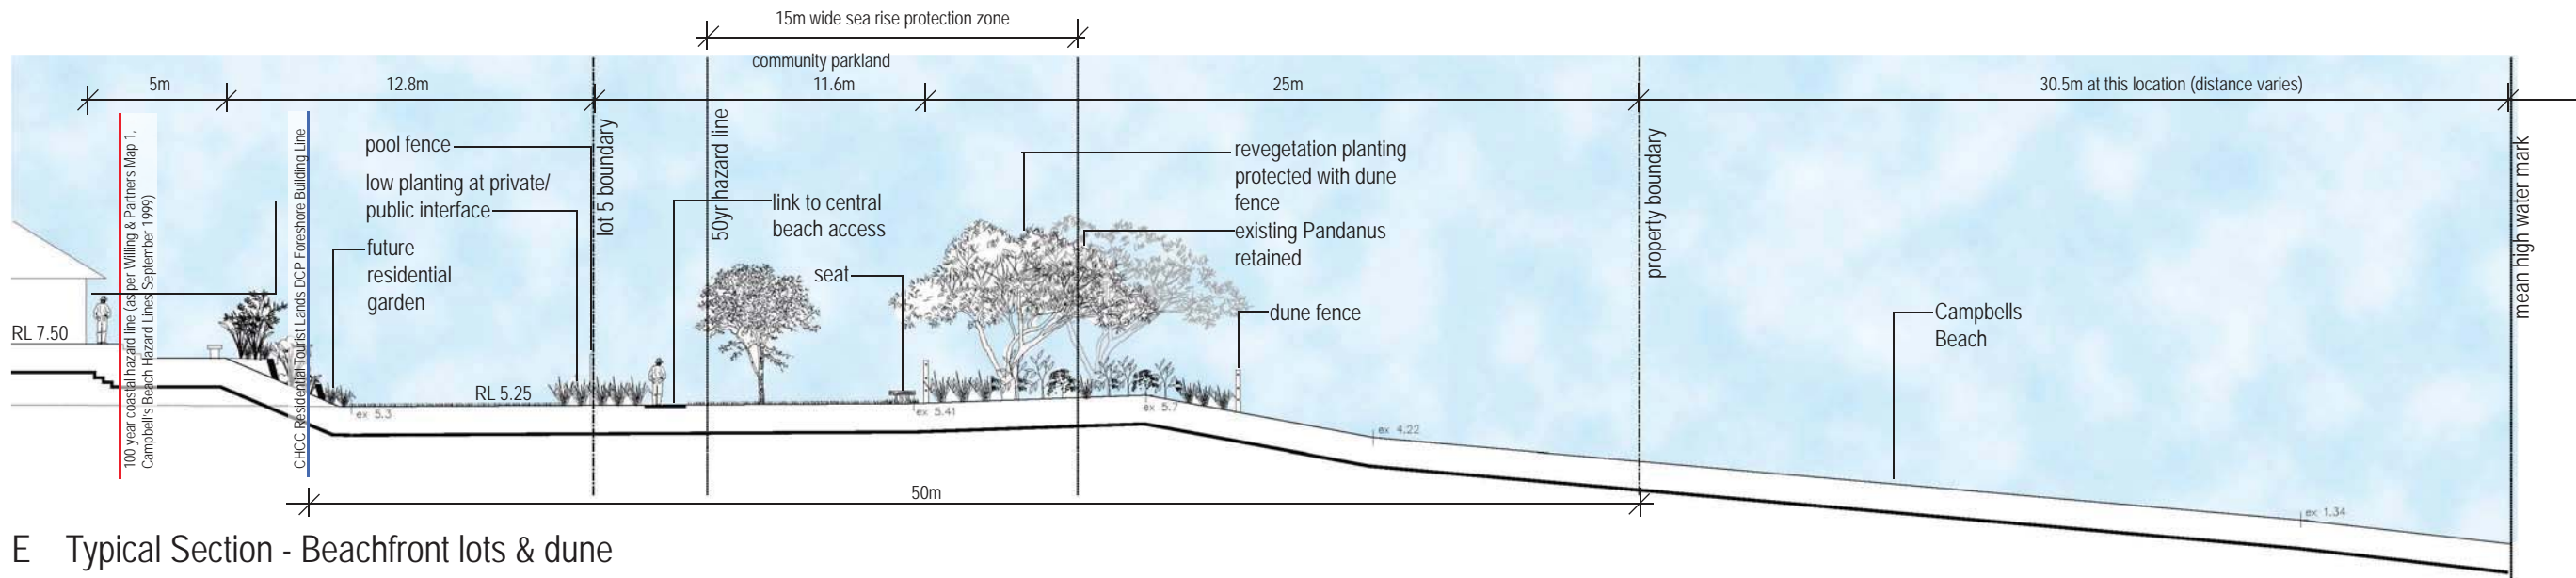 15m wide sea rise protection zone
community parkland
5m
12.8m
11.6m
25m
30.5m at this location (distance varies)
100 year coastal hazard line (as per Willing & Partners Map 1,
Campbell's Beach Hazard Lines September 1999)
CHCC Residential Tourist Lands DCP Foreshore Building Line
pool fence
low planting at private/
public interface
future
residential
garden
lot 5 boundary
50yr hazard line
link to central
beach access
seat
revegetation planting
protected with dune
fence
existing Pandanus
retained
dune fence
property boundary
Campbells
Beach
mean high water mark
RL 7.50
RL 5.25
ex 5.3
ex 5.41
ex 5.7
ex 4.22
ex 1.34
50m
E Typical Section - Beachfront lots & dune